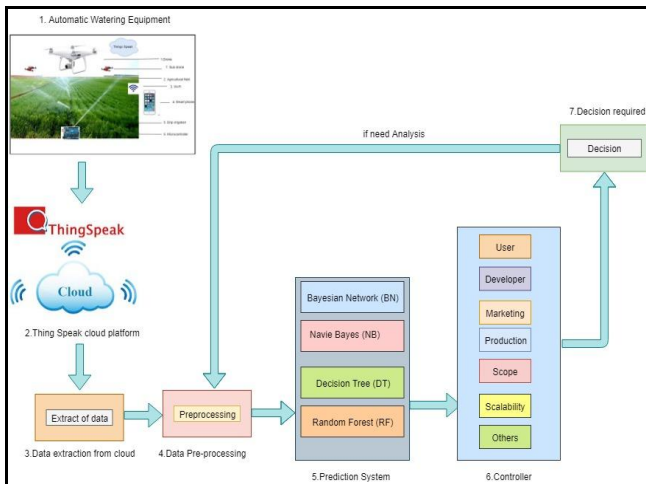 1. Automatic Watering Equipment
ThingSpeak
Cloud
ThingSpeak
Cloud
2.Thing Speak cloud platform
Extract of data
3.Data extraction from cloud
Preprocessing
4.Data Pre-processing
if need Analysis
Bayesian Network (BN)
Navie Bayes (NB)
Decision Tree (DT)
Random Forest (RF)
5.Prediction System
User
Developer
Marketing
Production
Scope
Scalability
Others
6.Controller
7.Decision required
Decision